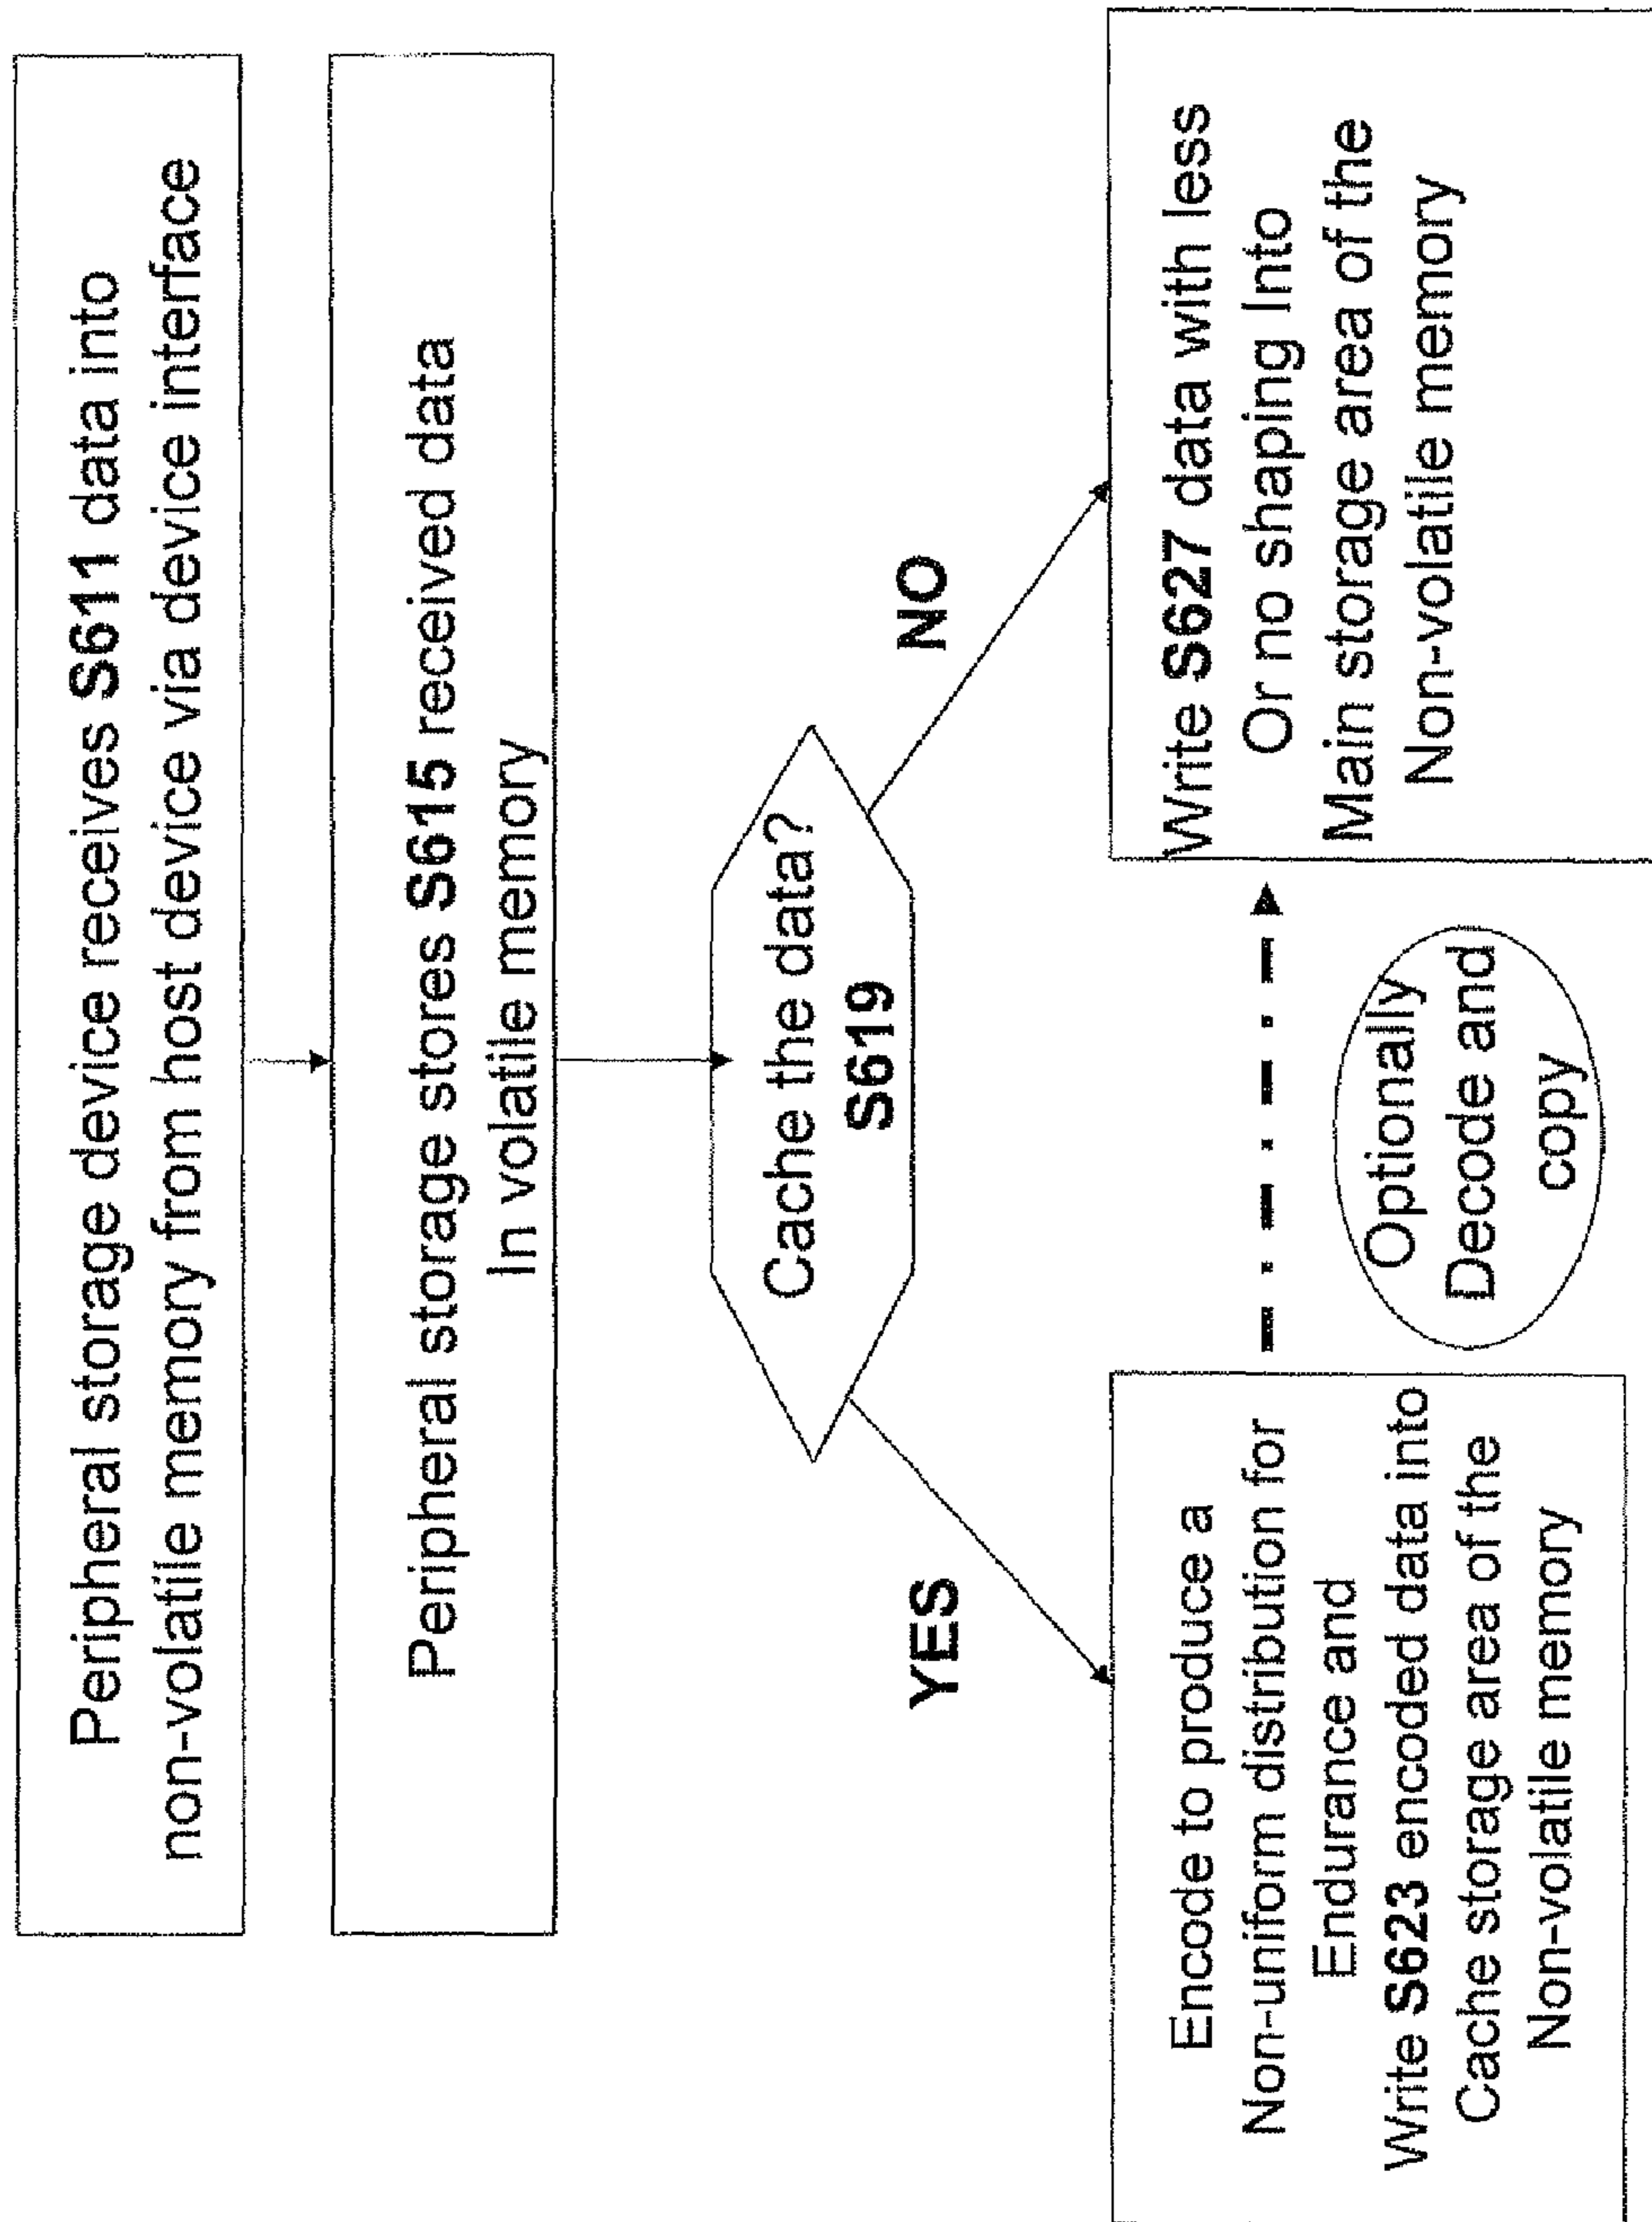 Peripheral storage device receives S611 data into
non-volatile memory from host device via device interface
Peripheral storage stores S615 received data
In volatile memory
Cache the data?
S619
YES
NO
Encode to produce a
Non-uniform distribution for
Endurance and
Write S623 encoded data into
Cache storage area of the
Non-volatile memory
Optionally
Decode and
copy
Write S627 data with less
Or no shaping Into
Main storage area of the
Non-volatile memory